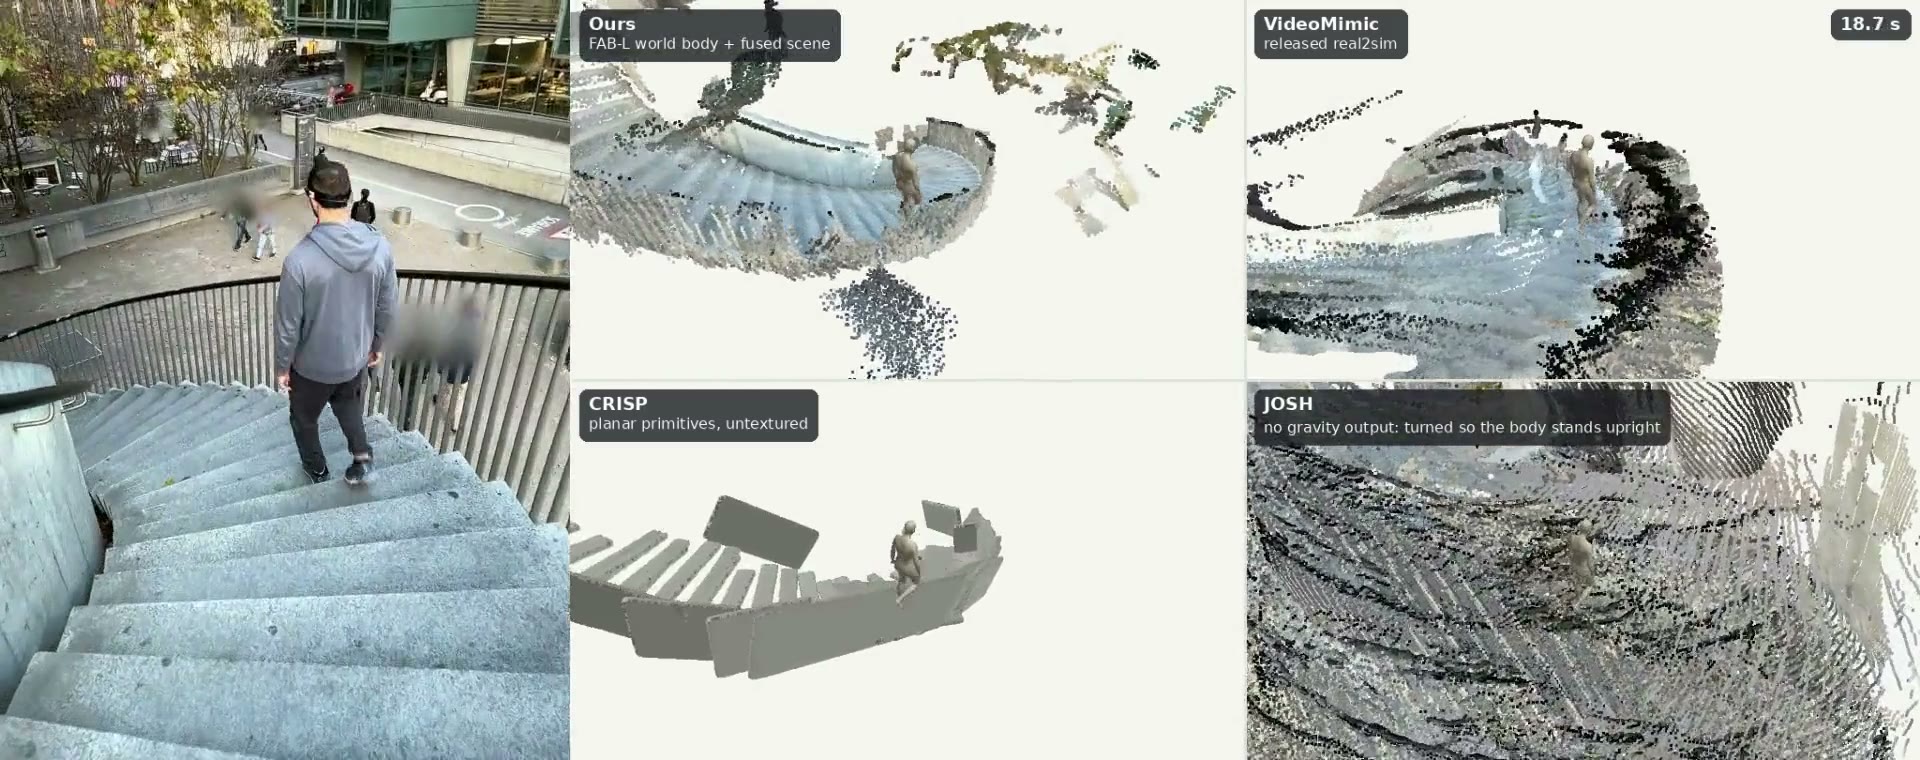 Ours
FAB-L world body + fused scene
VideoMimic
released real2sim
18.7 s
CRISP
planar primitives, untextured
JOSH
no gravity output: turned so the body stands upright